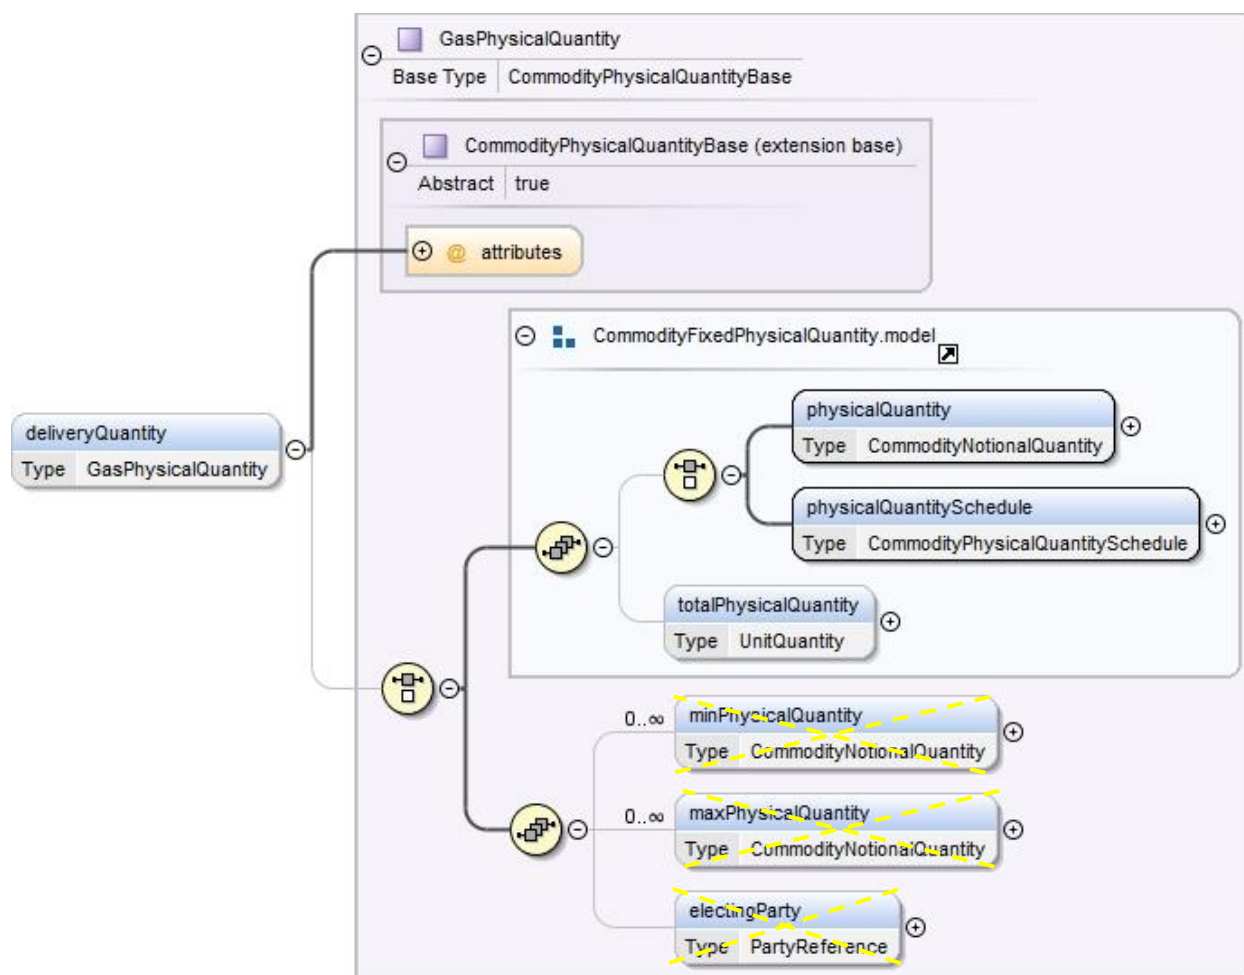 GasPhysicalQuantity
Base Type CommodityPhysicalQuantityBase
CommodityPhysicalQuantityBase (extension base)
Abstract true
@ attributes
CommodityFixedPhysicalQuantity.model
physicalQuantity
Type CommodityNotionalQuantity
deliveryQuantity
Type GasPhysicalQuantity
physicalQuantitySchedule
Type CommodityPhysicalQuantitySchedule
totalPhysicalQuantity
Type UnitQuantity
0..∞ minPhysicalQuantity
Type CommodityNotionalQuantity
0..∞ maxPhysicalQuantity
Type CommodityNotionalQuantity
electingParty
Type PartyReference